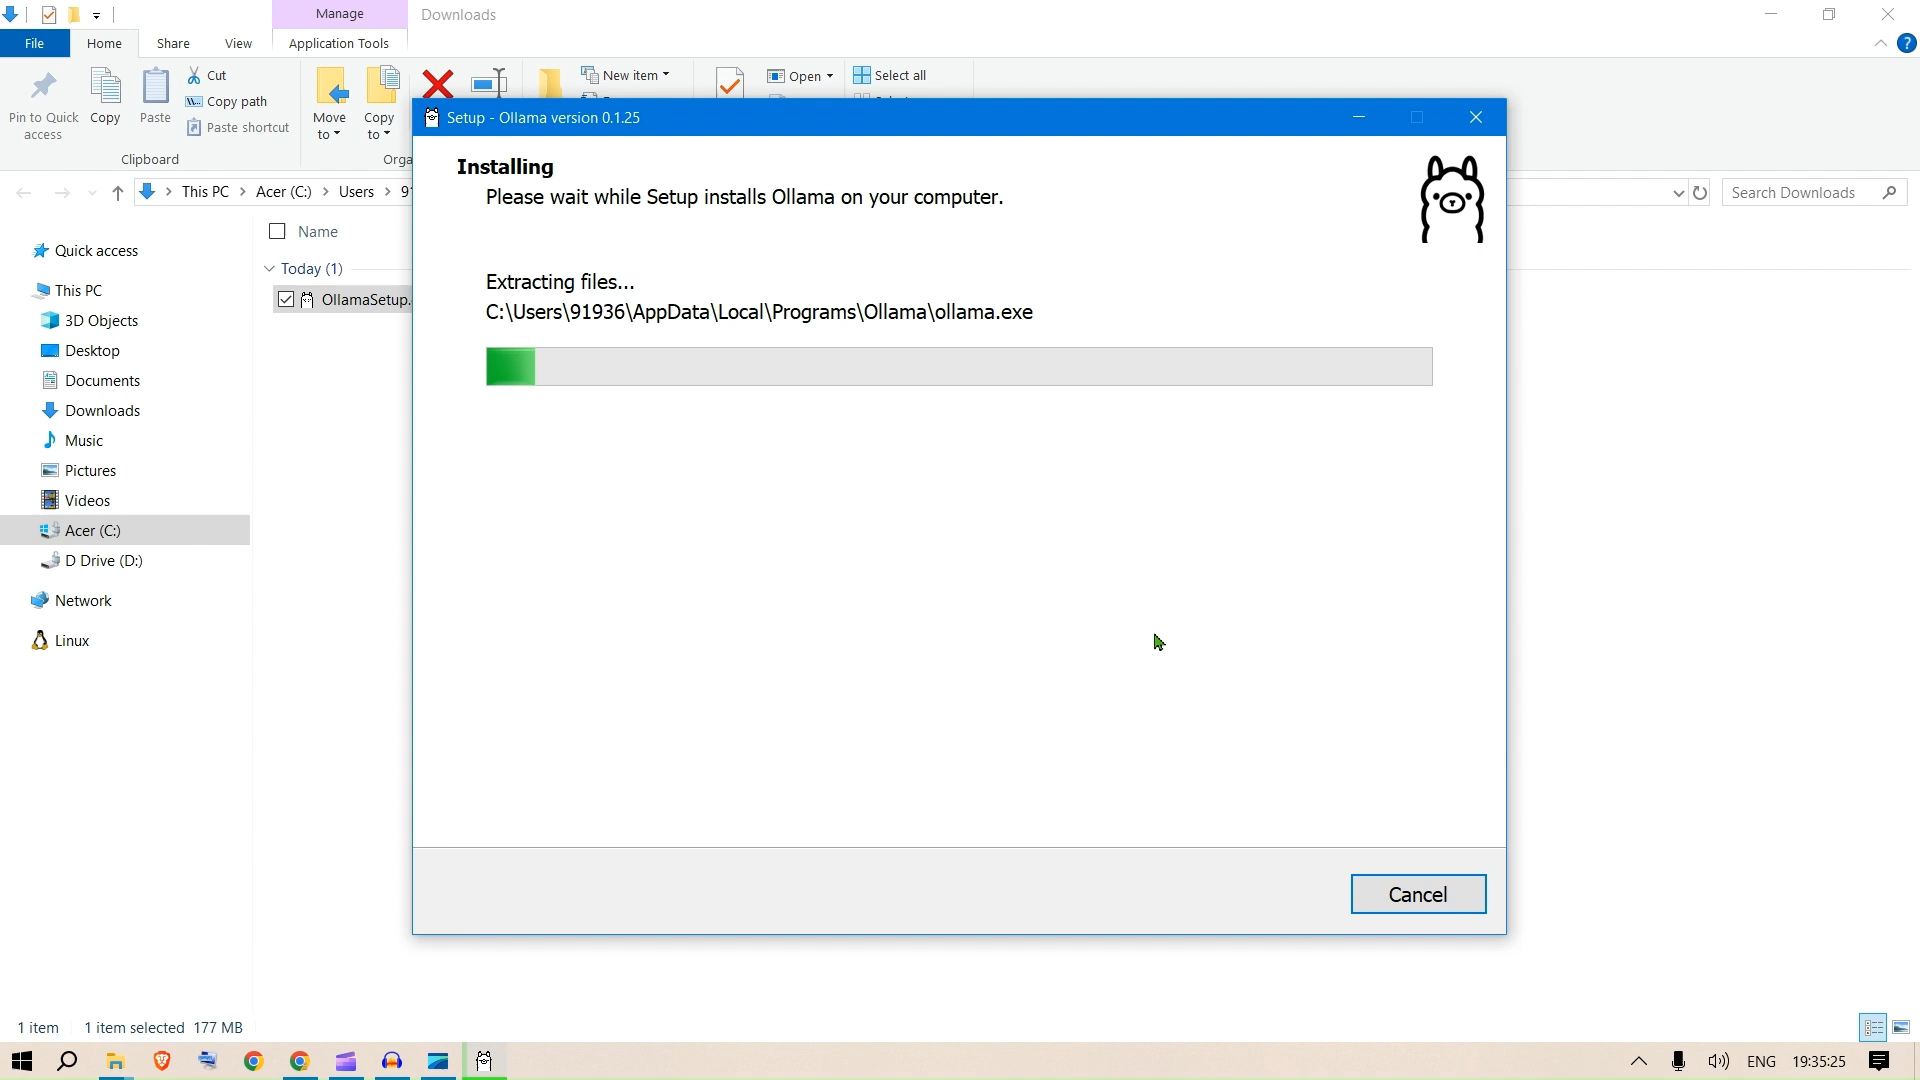 Manage
Downloads
File
Home
Share
View
Application Tools
Pin to Quick access
Copy
Paste
Cut
Copy path
Paste shortcut
Clipboard
Move to
Copy to
Orga
New item
Open
Select all
Setup - Ollama version 0.1.25
This PC
Acer (C:)
Users
Search Downloads
Installing
Please wait while Setup installs Ollama on your computer.
Extracting files...
C:\Users\91936\AppData\Local\Programs\Ollama\ollama.exe
Name
Today (1)
OllamaSetup.
Quick access
This PC
3D Objects
Desktop
Documents
Downloads
Music
Pictures
Videos
Acer (C:)
D Drive (D:)
Network
Linux
Cancel
1 item
1 item selected 177 MB
ENG
19:35:25